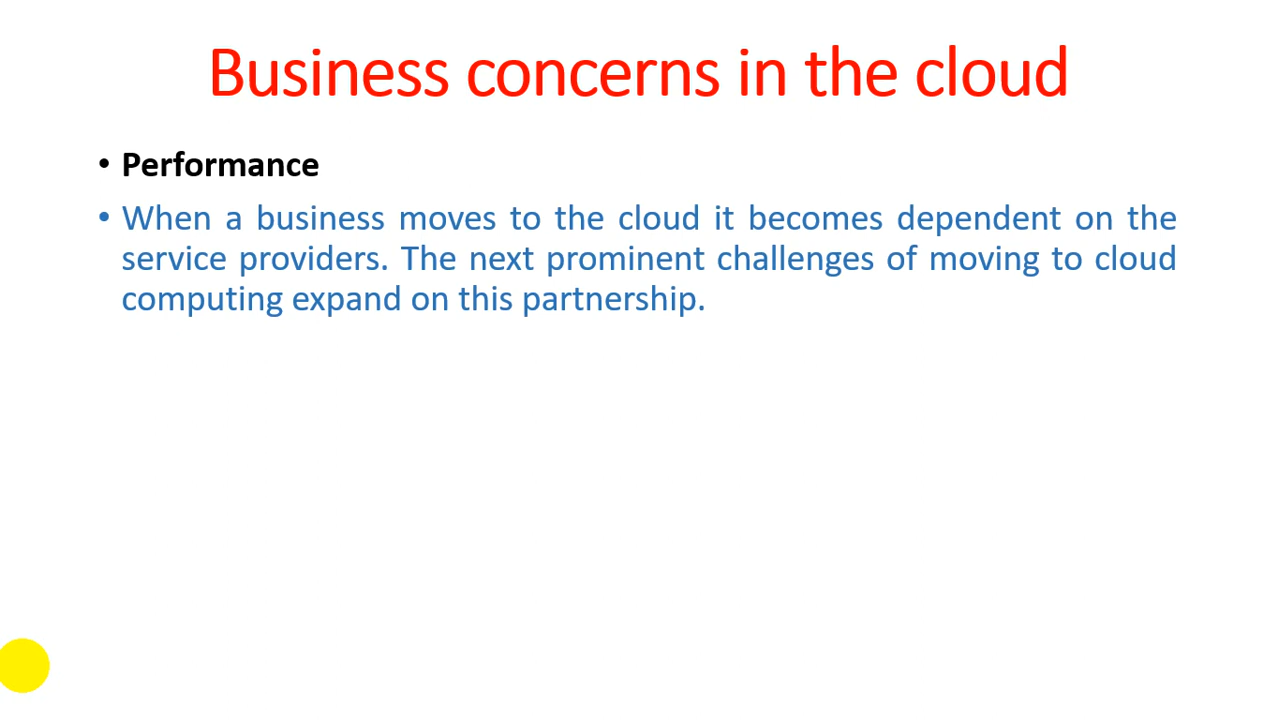 Business concerns in the cloud
• Performance
• When a business moves to the cloud it becomes dependent on the
service providers. The next prominent challenges of moving to cloud
computing expand on this partnership.